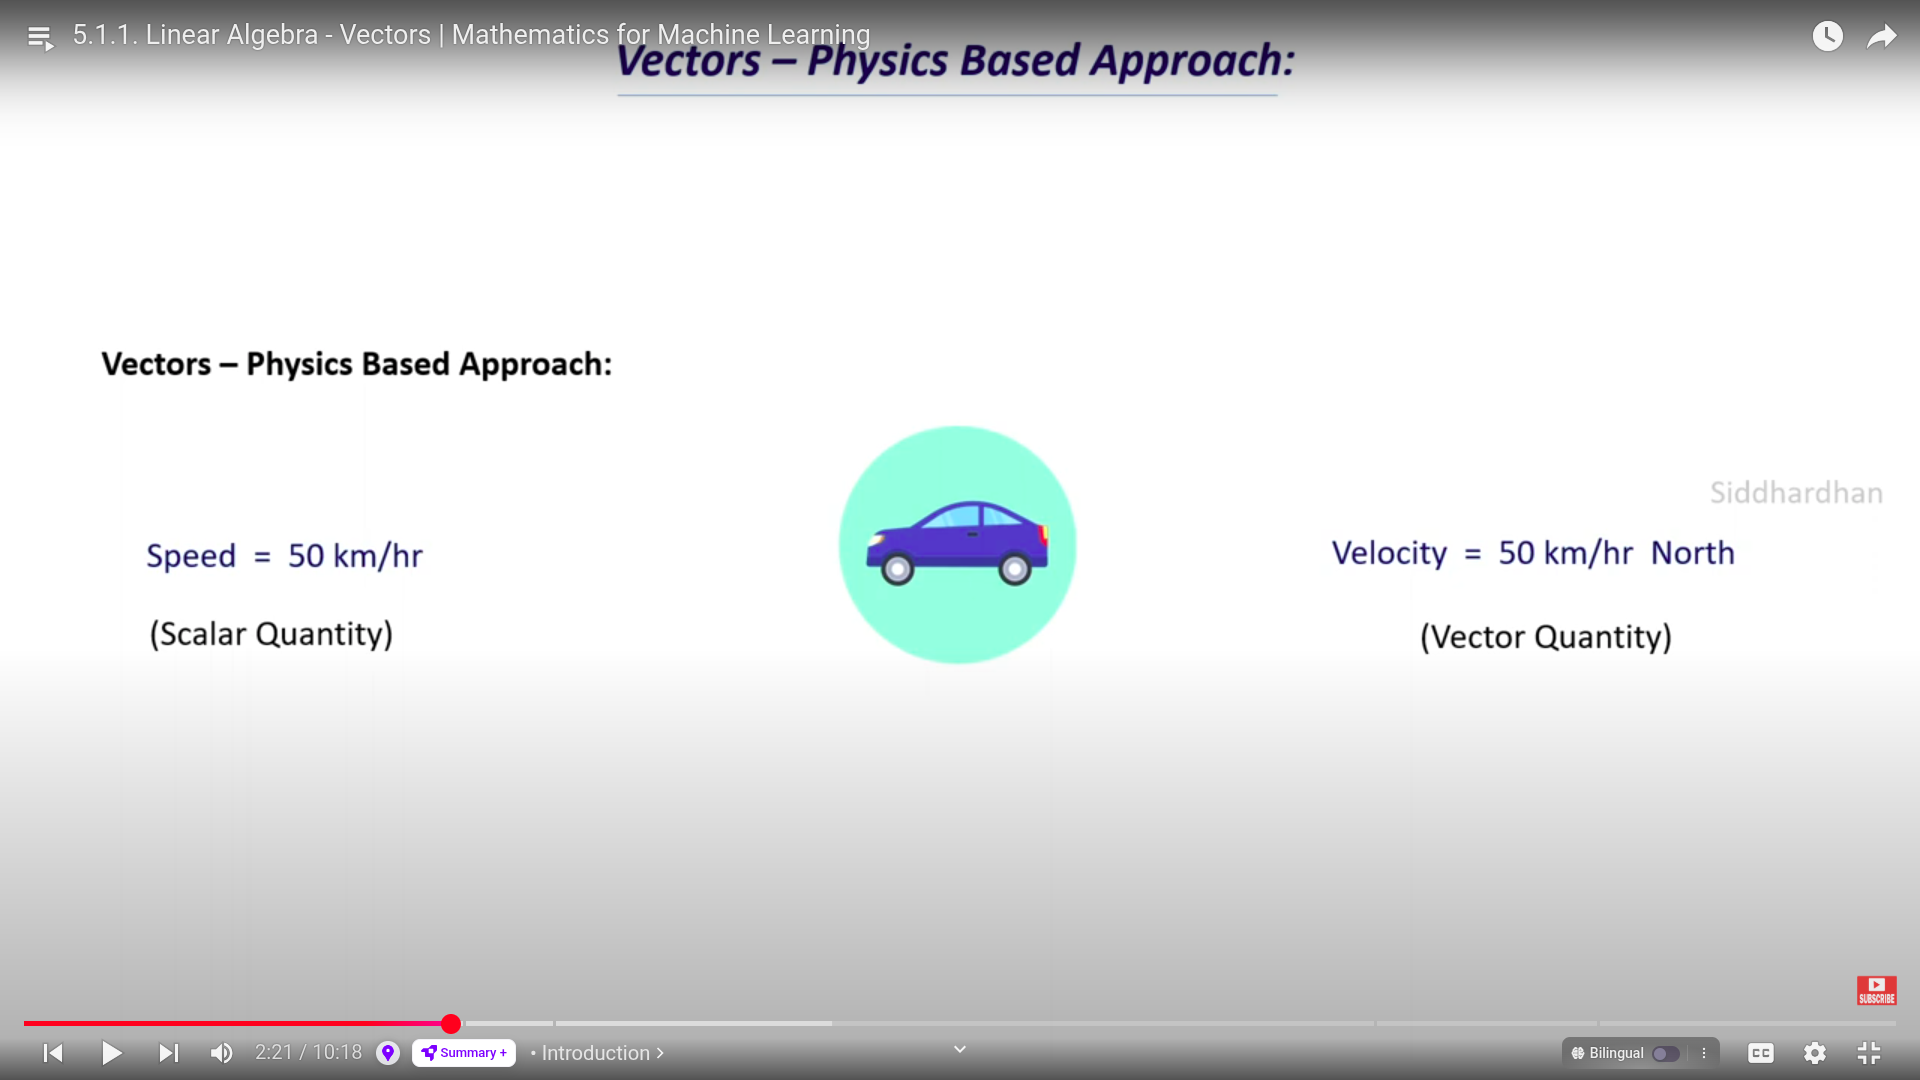 5.1.1. Linear Algebra - Vectors | Mathematics for Machine Learning
Vectors – Physics Based Approach:
Vectors – Physics Based Approach:
Siddhardhan
Speed = 50 km/hr
Velocity = 50 km/hr North
(Scalar Quantity)
(Vector Quantity)
SUBSCRIBE
2:21 / 10:18
Summary +
• Introduction >
Bilingual
CC